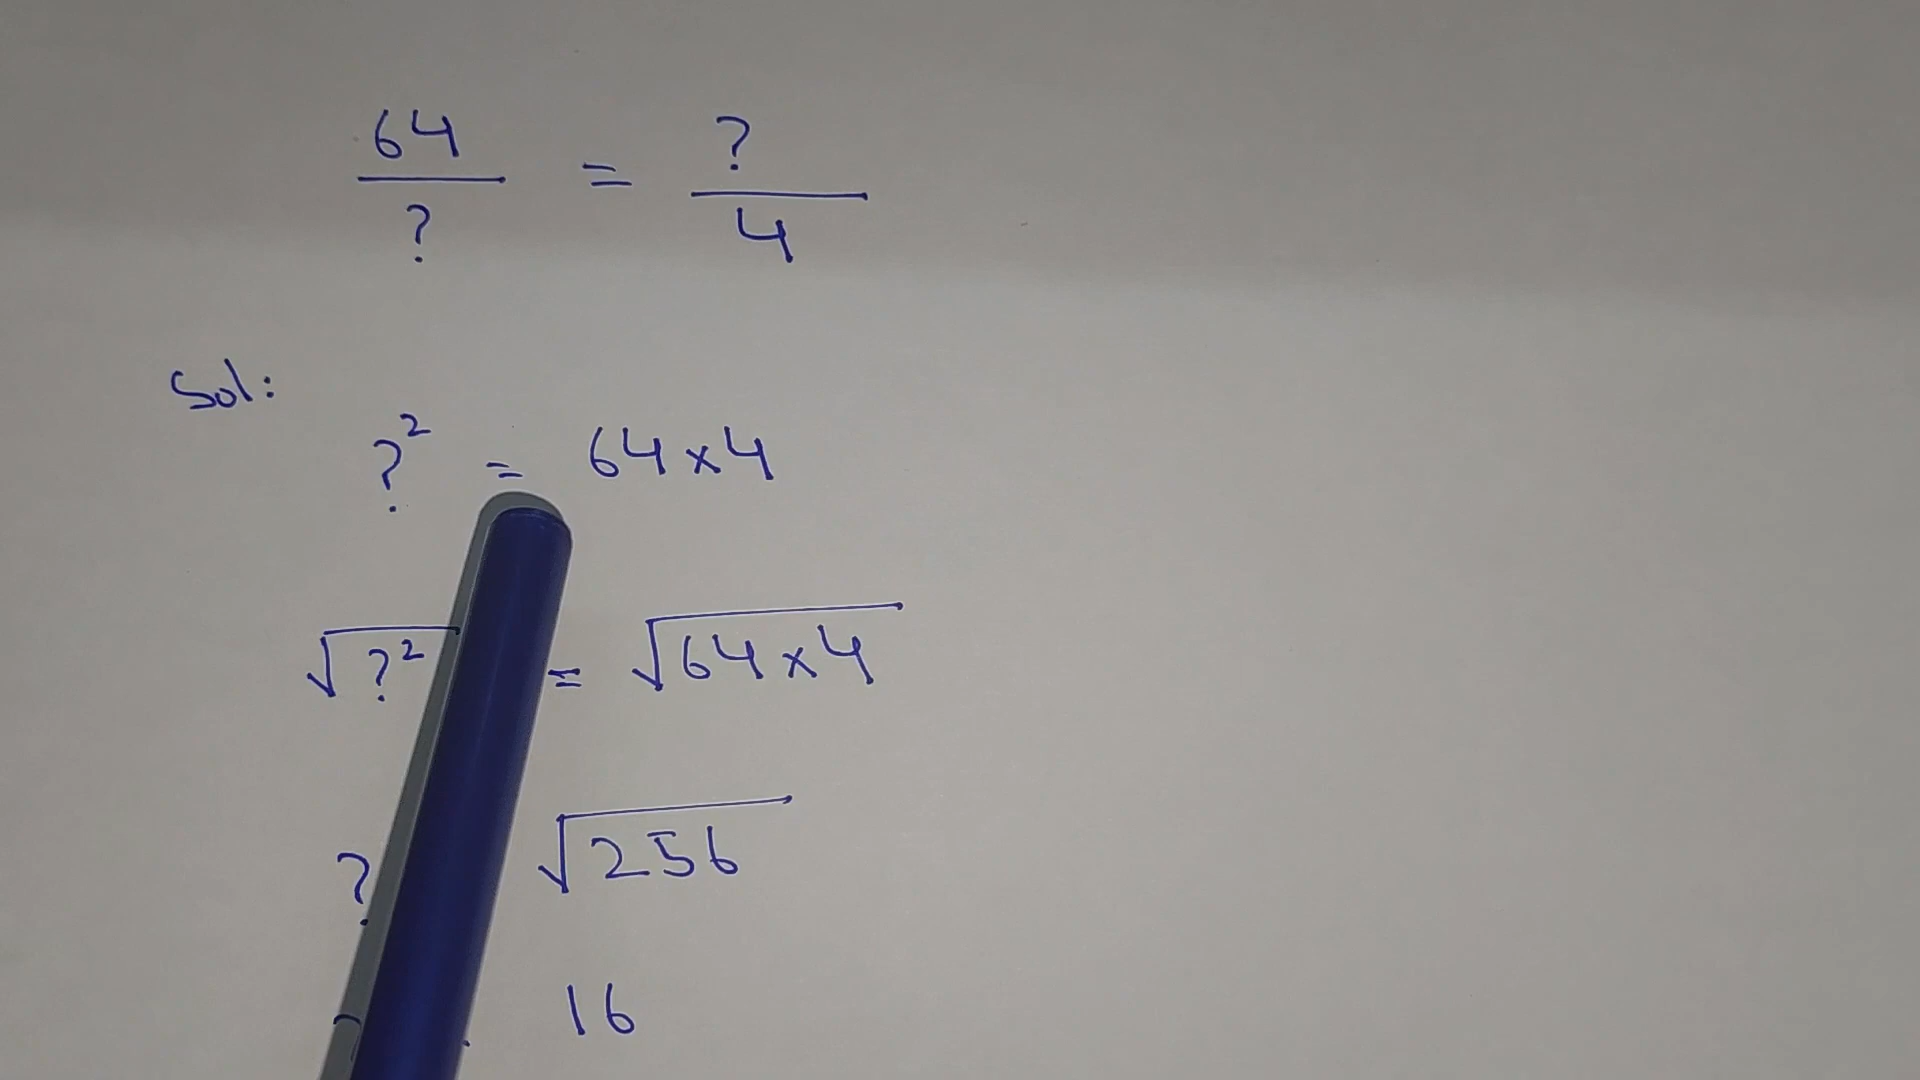 64/? = ?/4
Sol:
?² = 64×4
√?² = √64×4
? √256
? 16